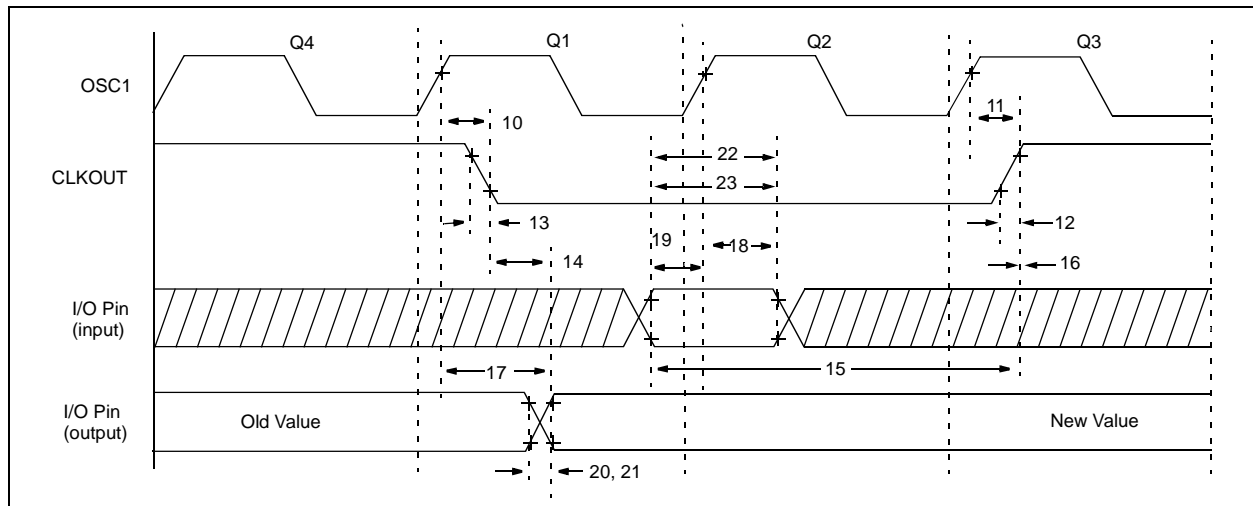 Q4 Q1 Q2 Q3
OSC1
10 11
22
CLKOUT
23
13 12
19 18
14 16
I/O Pin
(input)
17 15
I/O Pin
(output)
Old Value New Value
20, 21